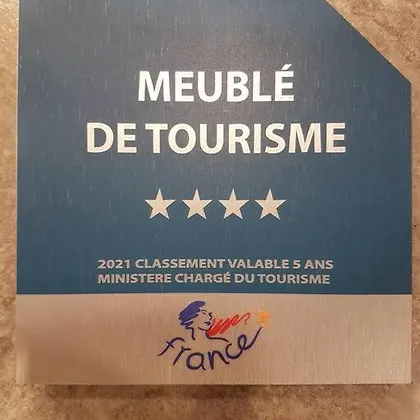 MEUBLÉ
DE TOURISME
2021 CLASSEMENT VALABLE 5 ANS
MINISTERE CHARGÉ DU TOURISME
france